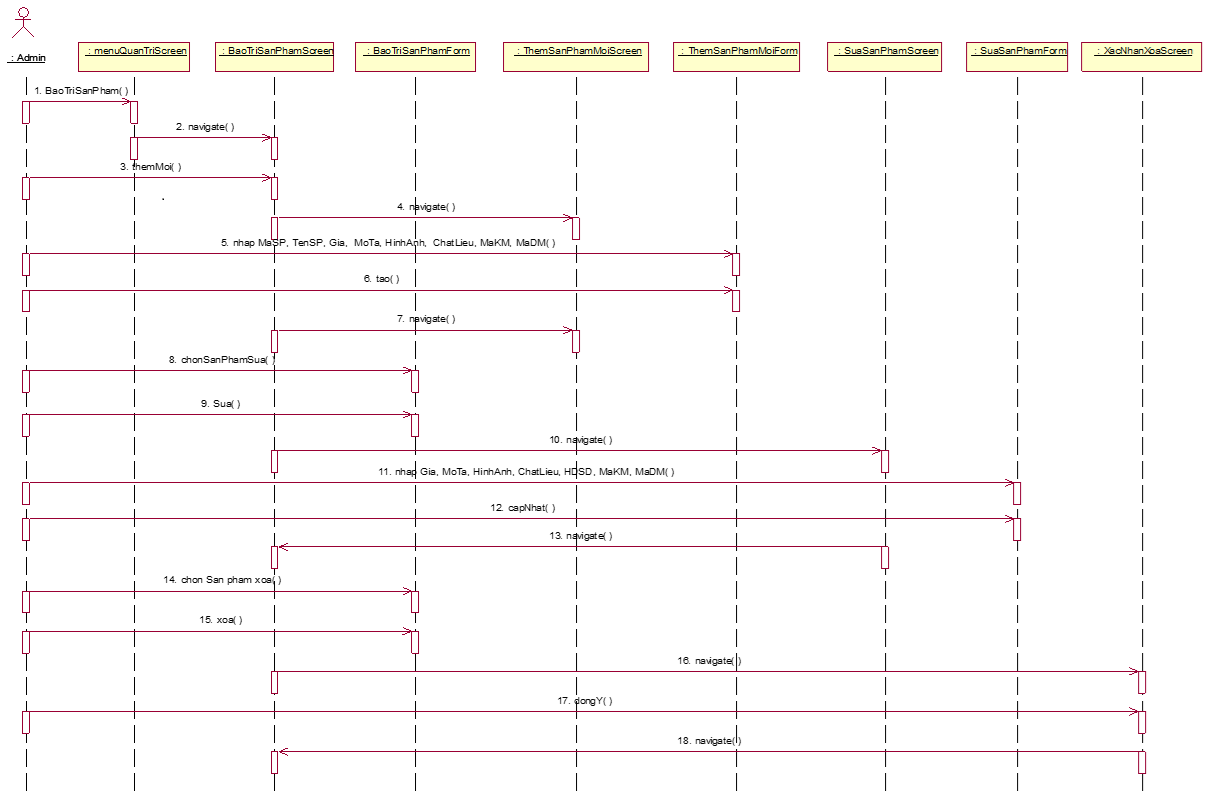 : Admin
: menuQuanTriScreen
: BaoTriSanPhamScreen
: BaoTriSanPhamForm
: ThemSanPhamMoiScreen
: ThemSanPhamMoiForm
: SuaSanPhamScreen
: SuaSanPhamForm
: XacNhanXoaScreen
1. BaoTriSanPham( )
2. navigate( )
3. themMoi( )
4. navigate( )
5. nhap MaSP, TenSP, Gia, MoTa, HinhAnh, ChatLieu, MaKM, MaDM( )
6. tao( )
7. navigate( )
8. chonSanPhamSua( )
9. Sua( )
10. navigate( )
11. nhap Gia, MoTa, HinhAnh, ChatLieu, HDSD, MaKM, MaDM( )
12. capNhat( )
13. navigate( )
14. chon San pham xoa( )
15. xoa( )
16. navigate( )
17. dongY( )
18. navigate( )